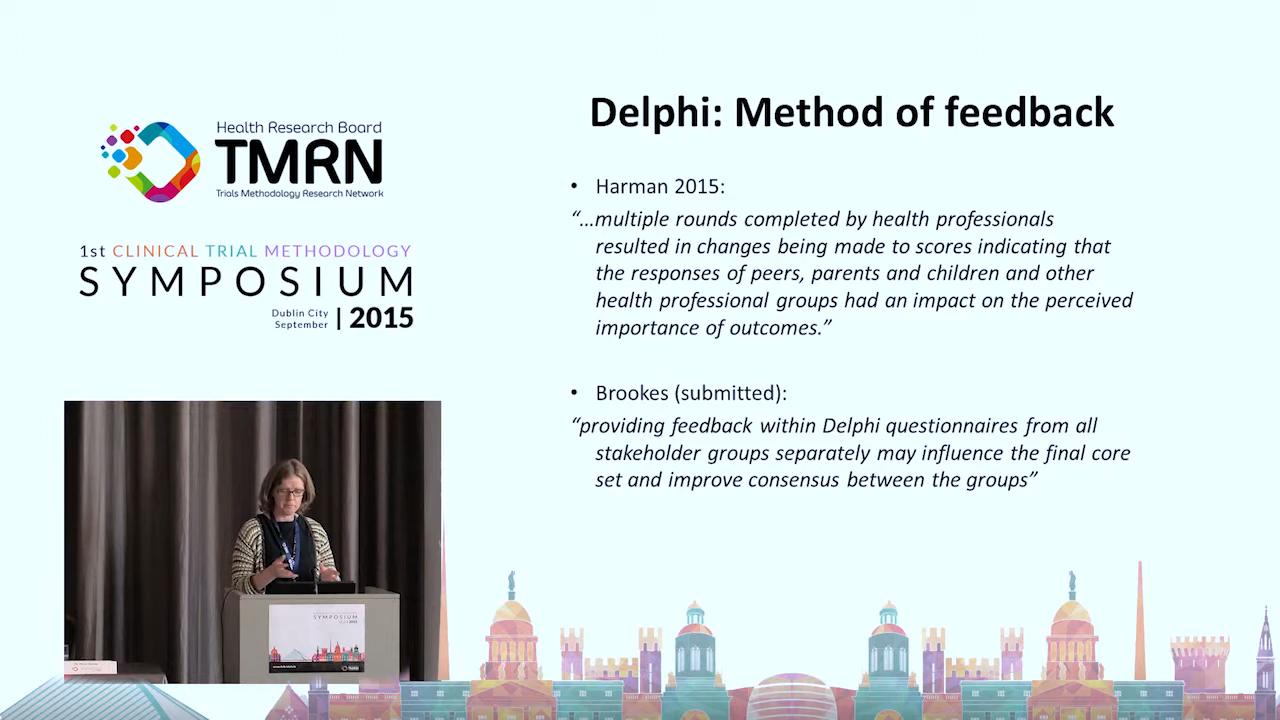 Health Research Board
TMRN
Trials Methodology Research Network
1st CLINICAL TRIAL METHODOLOGY
SYMPOSIUM
Dublin City
September | 2015
Delphi: Method of feedback
• Harman 2015:
“…multiple rounds completed by health professionals
resulted in changes being made to scores indicating that
the responses of peers, parents and children and other
health professional groups had an impact on the perceived
importance of outcomes.”
• Brookes (submitted):
“providing feedback within Delphi questionnaires from all
stakeholder groups separately may influence the final core
set and improve consensus between the groups”
SYMPOSIUM